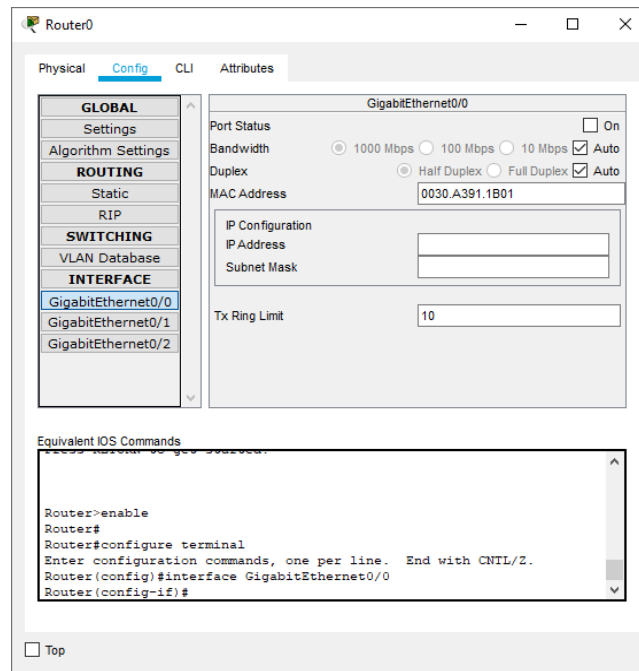 Router0
Physical Config CLI Attributes
GLOBAL
Settings
Algorithm Settings
ROUTING
Static
RIP
SWITCHING
VLAN Database
INTERFACE
GigabitEthernet0/0
GigabitEthernet0/1
GigabitEthernet0/2
GigabitEthernet0/0
Port Status On
Bandwidth 1000 Mbps 100 Mbps 10 Mbps Auto
Duplex Half Duplex Full Duplex Auto
MAC Address 0030.A391.1B01
IP Configuration
IP Address
Subnet Mask
Tx Ring Limit 10
Equivalent IOS Commands
Router>enable
Router#
Router#configure terminal
Enter configuration commands, one per line. End with CNTL/Z.
Router(config)#interface GigabitEthernet0/0
Router(config-if)#
Top